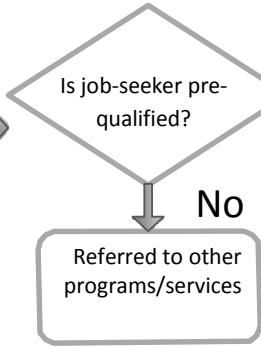 Is job-seeker pre-
qualified?
No
Referred to other
programs/services